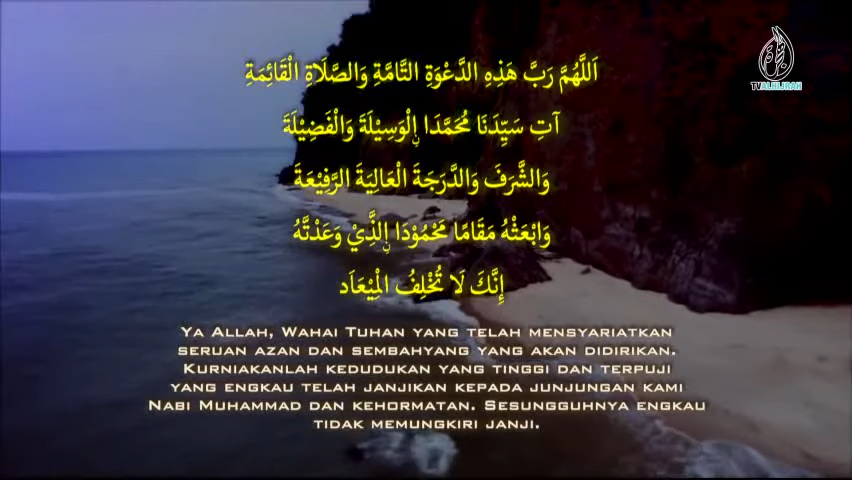 TVALHIJRAH
اَللَّهُمَّ رَبَّ هَذِهِ الدَّعْوَةِ التَّامَّةِ وَالصَّلَاةِ الْقَائِمَةِ
آتِ سَيِّدَنَا مُحَمَّدَا ۨالْوَسِيْلَةَ وَالْفَضِيْلَةَ
وَالشَّرَفَ وَالدَّرَجَةَ الْعَالِيَةَ الرَّفِيْعَةَ
وَابْعَثْهُ مَقَامًا مَحْمُوْدَا ۨالَّذِيْ وَعَدْتَّهُ
إِنَّكَ لَا تُخْلِفُ الْمِيْعَاَد
YA ALLAH, WAHAI TUHAN YANG TELAH MENSYARIATKAN
SERUAN AZAN DAN SEMBAHYANG YANG AKAN DIDIRIKAN.
KURNIAKANLAH KEDUDUKAN YANG TINGGI DAN TERPUJI
YANG ENGKAU TELAH JANJIKAN KEPADA JUNJUNGAN KAMI
NABI MUHAMMAD DAN KEHORMATAN. SESUNGGUHNYA ENGKAU
TIDAK MEMUNGKIRI JANJI.